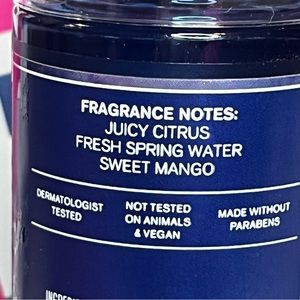 FRAGRANCE NOTES:
JUICY CITRUS
FRESH SPRING WATER
SWEET MANGO
DERMATOLOGIST
TESTED
NOT TESTED
ON ANIMALS
& VEGAN
MADE WITHOUT
PARABENS